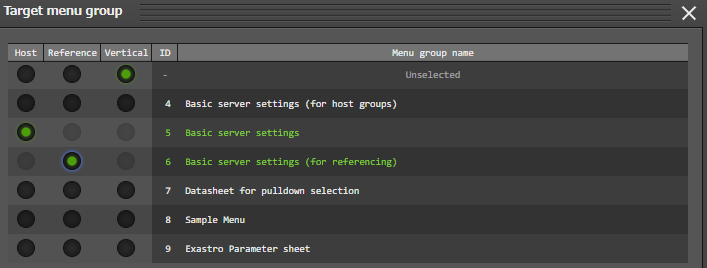 Target menu group
Host Reference Vertical ID Menu group name
- Unselected
4 Basic server settings (for host groups)
5 Basic server settings
6 Basic server settings (for referencing)
7 Datasheet for pulldown selection
8 Sample Menu
9 Exastro Parameter sheet